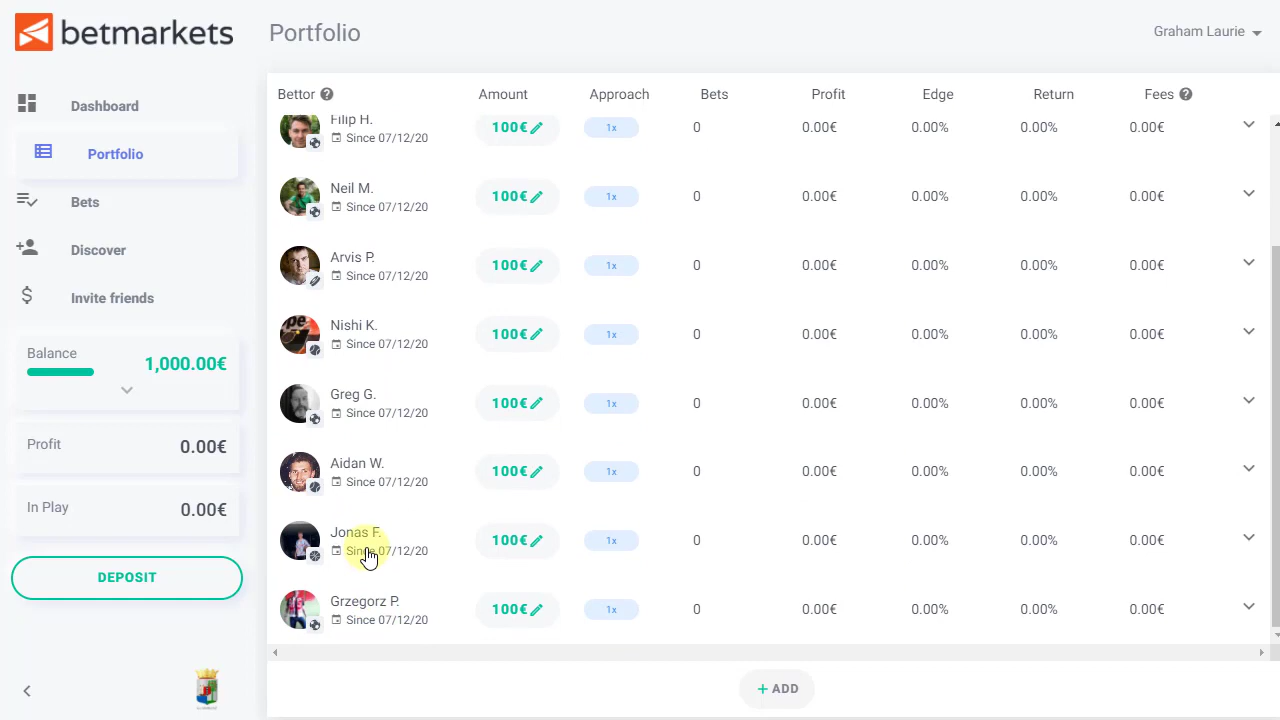 betmarkets
Portfolio
Graham Laurie
Dashboard
Portfolio
Bets
Discover
Invite friends
Balance
1,000.00€
Profit
0.00€
In Play
0.00€
DEPOSIT
Bettor ? Amount Approach Bets Profit Edge Return Fees ?
Filip H.
Since 07/12/20 100€ 1x 0 0.00€ 0.00% 0.00% 0.00€
Neil M.
Since 07/12/20 100€ 1x 0 0.00€ 0.00% 0.00% 0.00€
Arvis P.
Since 07/12/20 100€ 1x 0 0.00€ 0.00% 0.00% 0.00€
Nishi K.
Since 07/12/20 100€ 1x 0 0.00€ 0.00% 0.00% 0.00€
Greg G.
Since 07/12/20 100€ 1x 0 0.00€ 0.00% 0.00% 0.00€
Aidan W.
Since 07/12/20 100€ 1x 0 0.00€ 0.00% 0.00% 0.00€
Jonas F.
Since 07/12/20 100€ 1x 0 0.00€ 0.00% 0.00% 0.00€
Grzegorz P.
Since 07/12/20 100€ 1x 0 0.00€ 0.00% 0.00% 0.00€
+ ADD